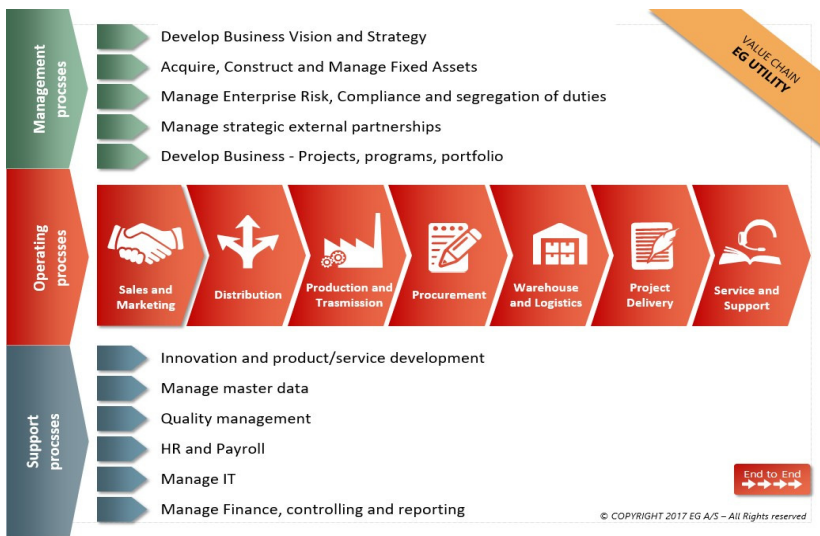 Management
procsses
Develop Business Vision and Strategy
Acquire, Construct and Manage Fixed Assets
Manage Enterprise Risk, Compliance and segregation of duties
Manage strategic external partnerships
Develop Business - Projects, programs, portfolio
VALUE CHAIN
EG UTILITY
Operating
procsses
Sales and
Marketing
Distribution
Production and
Trasmission
Procurement
Warehouse
and Logistics
Project
Delivery
Service and
Support
Support
procsses
Innovation and product/service development
Manage master data
Quality management
HR and Payroll
Manage IT
Manage Finance, controlling and reporting
End to End
© COPYRIGHT 2017 EG A/S – All Rights reserved